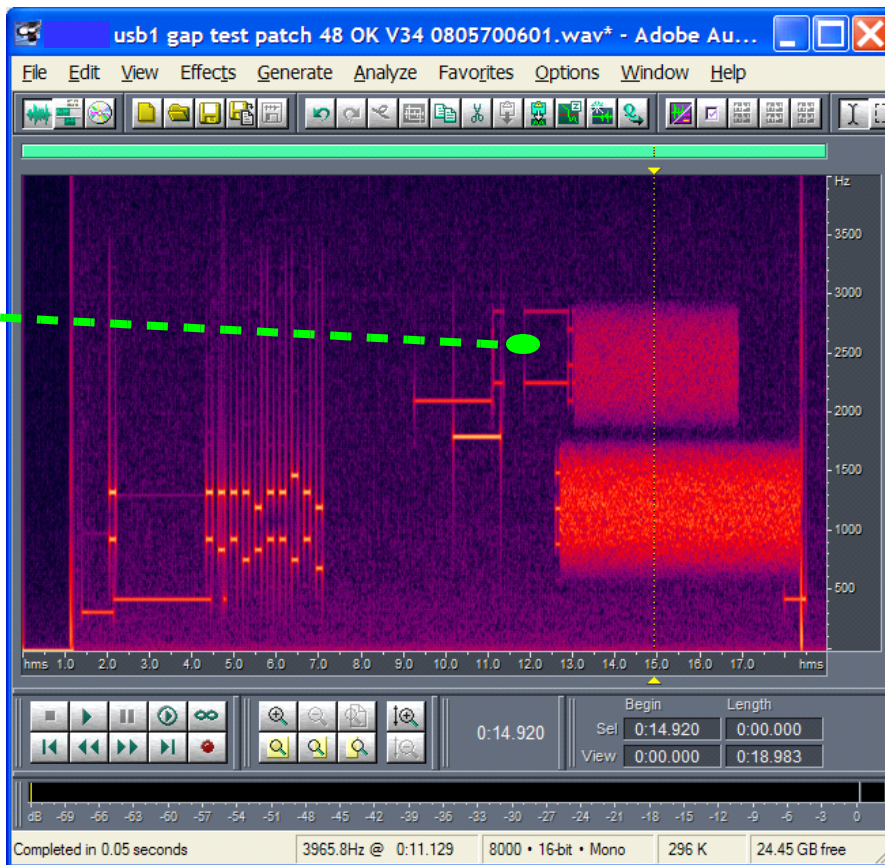 usb1 gap test patch 48 OK V34 0805700601.wav* - Adobe Au...
File Edit View Effects Generate Analyze Favorites Options Window Help
Hz
3500
3000
2500
2000
1500
1000
500
hms 1.0 2.0 3.0 4.0 5.0 6.0 7.0 8.0 9.0 10.0 11.0 12.0 13.0 14.0 15.0 16.0 17.0 hms
Begin Length
0:14.920
Sel 0:14.920 0:00.000
View 0:00.000 0:18.983
dB -69 -66 -63 -60 -57 -54 -51 -48 -45 -42 -39 -36 -33 -30 -27 -24 -21 -18 -15 -12 -9 -6 -3 0
Completed in 0.05 seconds 3965.8Hz @ 0:11.129 8000 • 16-bit • Mono 296 K 24.45 GB free